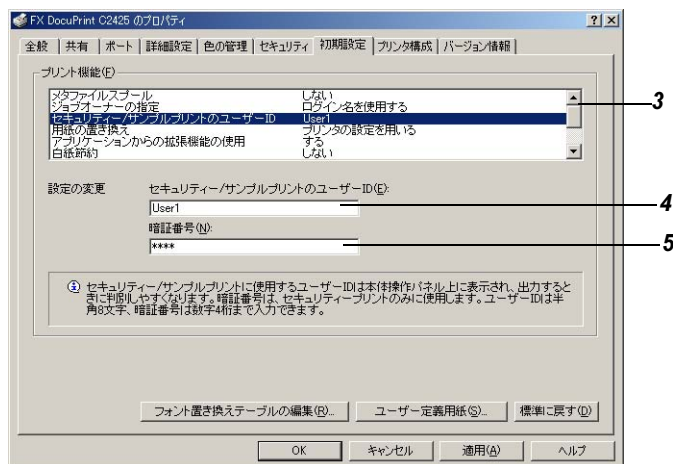 FX DocuPrint C2425 のプロパティ
全般 共有 ポート 詳細設定 色の管理 セキュリティ 初期設定 プリンタ構成 バージョン情報
プリント機能(F)
メタファイルスプール しない
ジョブオーナーの指定 ログイン名を使用する
セキュリティー/サンプルプリントのユーザーID User1
用紙の置き換え プリンタの設定を用いる
アプリケーションからの拡張機能の使用 する
白紙節約 しない
3
設定の変更 セキュリティー/サンプルプリントのユーザーID(E):
User1
4
暗証番号(N):
****
5
セキュリティー/サンプルプリントに使用するユーザーIDは本体操作パネル上に表示され、出力すると
きに判別しやすくなります。暗証番号は、セキュリティープリントのみに使用します。ユーザーIDは半
角8文字、暗証番号は数字4桁まで入力できます。
フォント置き換えテーブルの編集(R)... ユーザー定義用紙(S)... 標準に戻す(D)
OK キャンセル 適用(A) ヘルプ